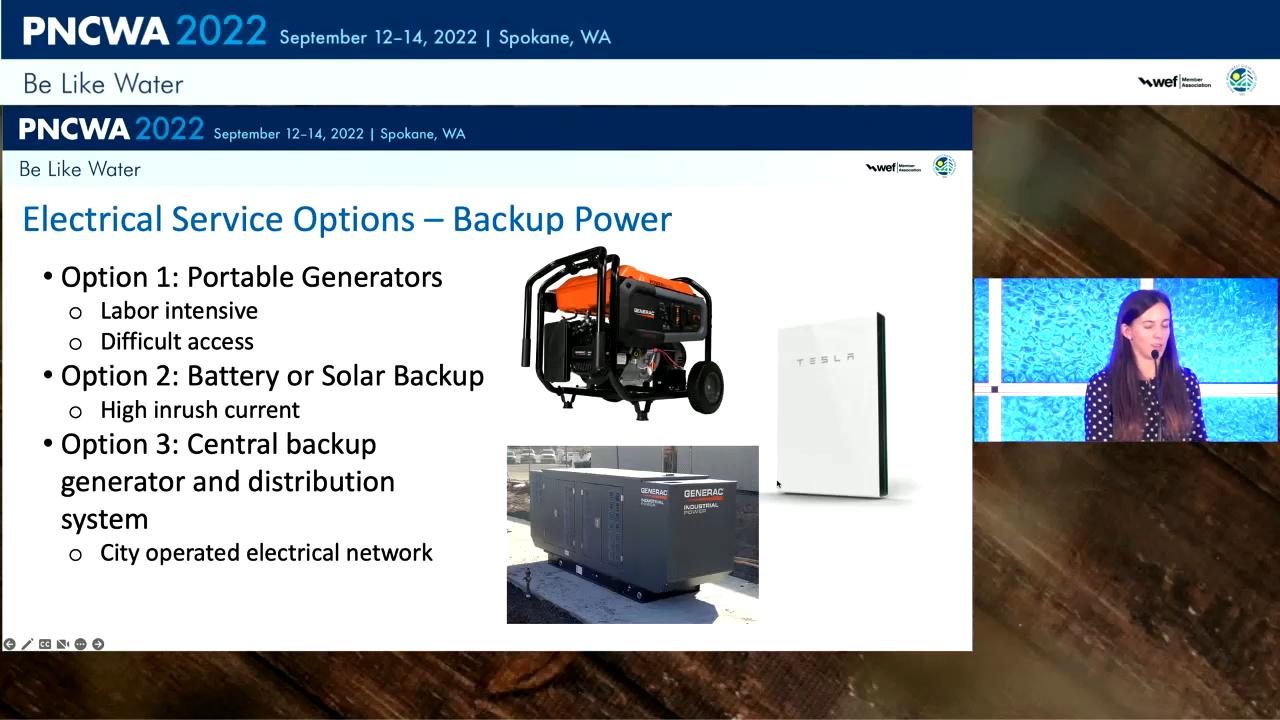 PNCWA 2022 September 12–14, 2022 | Spokane, WA
Be Like Water
wef Member Association
PNCWA 2022 September 12–14, 2022 | Spokane, WA
Be Like Water
wef Member Association
Electrical Service Options – Backup Power
• Option 1: Portable Generators
o Labor intensive
o Difficult access
• Option 2: Battery or Solar Backup
o High inrush current
• Option 3: Central backup
generator and distribution
system
o City operated electrical network
GENERAC
TESLA
GENERAC
INDUSTRIAL
POWER
GENERAC
INDUSTRIAL
POWER
CC